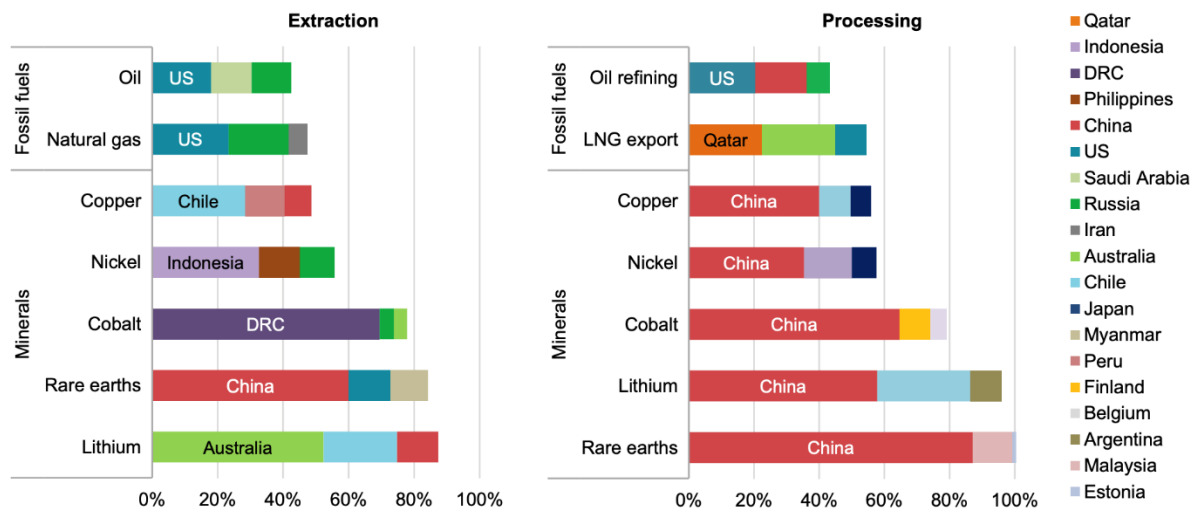 Extraction
Fossil fuels
Oil
US
Natural gas
US
Minerals
Copper
Chile
Nickel
Indonesia
Cobalt
DRC
Rare earths
China
Lithium
Australia
0% 20% 40% 60% 80% 100%
Processing
Fossil fuels
Oil refining
US
LNG export
Qatar
Minerals
Copper
China
Nickel
China
Cobalt
China
Lithium
China
Rare earths
China
0% 20% 40% 60% 80% 100%
Qatar
Indonesia
DRC
Philippines
China
US
Saudi Arabia
Russia
Iran
Australia
Chile
Japan
Myanmar
Peru
Finland
Belgium
Argentina
Malaysia
Estonia